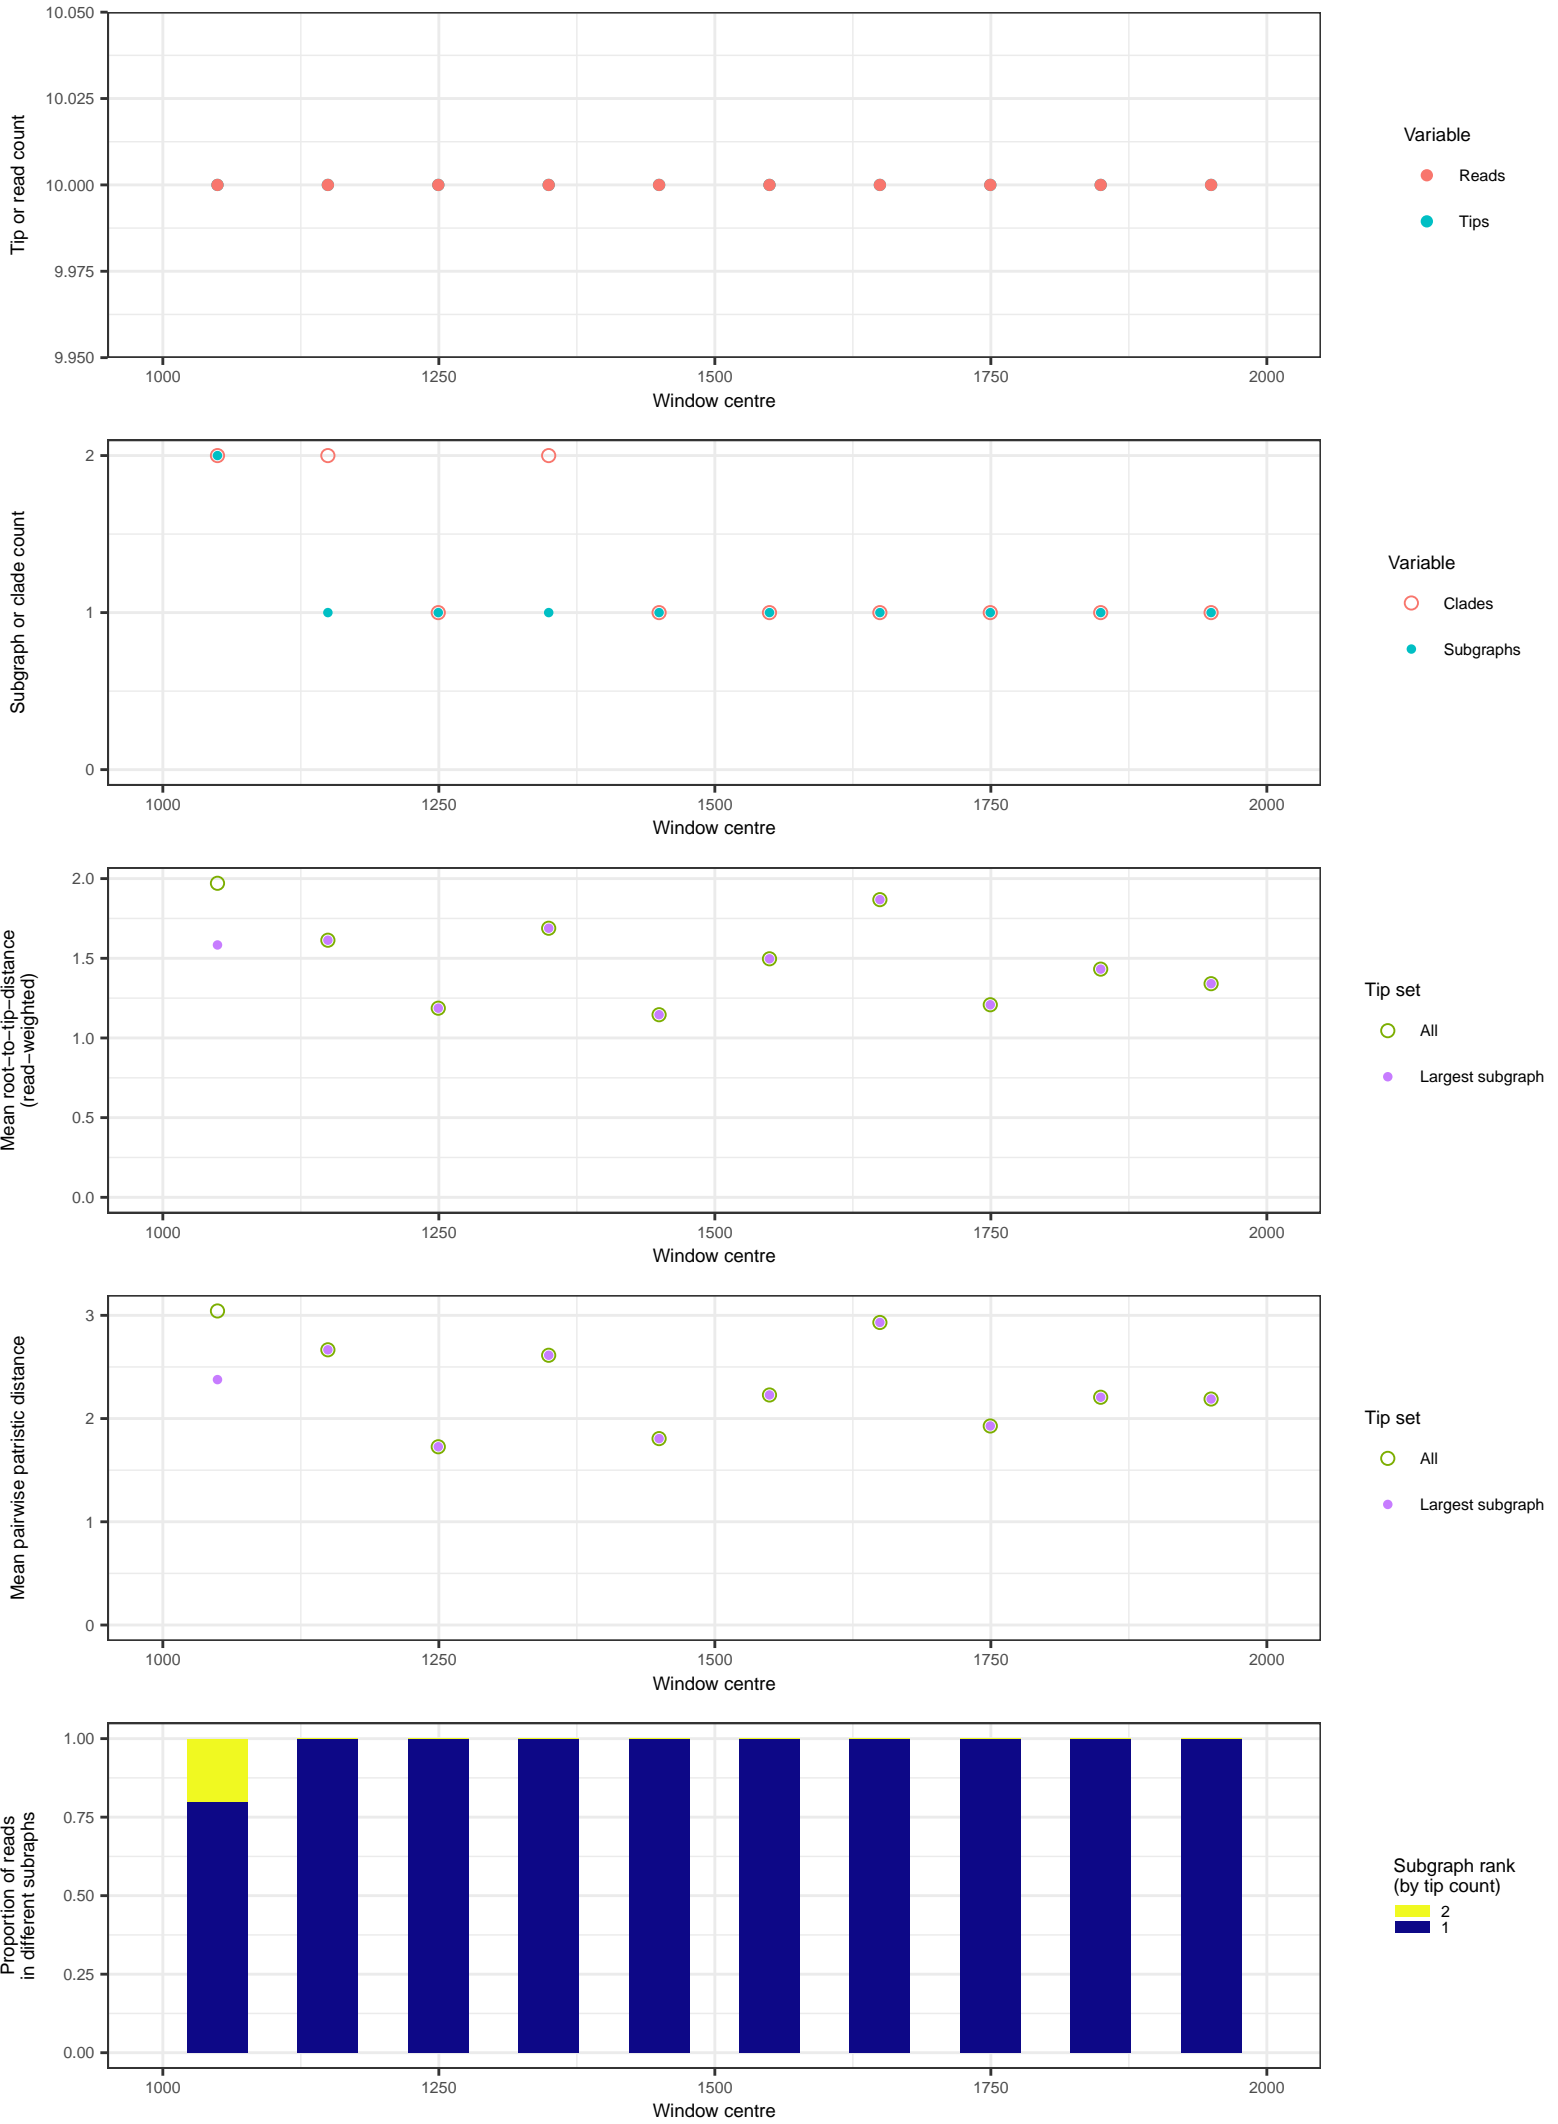 10.050
10.025
10.000
9.975
9.950
Tip or read count
1000 1250 1500 1750 2000
Window centre
Variable
Reads
Tips
2
1
0
Subgraph or clade count
1000 1250 1500 1750 2000
Window centre
Variable
Clades
Subgraphs
2.0
1.5
1.0
0.5
0.0
Mean root−to−tip−distance
(read−weighted)
1000 1250 1500 1750 2000
Window centre
Tip set
All
Largest subgraph
3
2
1
0
Mean pairwise patristic distance
1000 1250 1500 1750 2000
Window centre
Tip set
All
Largest subgraph
1.00
0.75
0.50
0.25
0.00
Proportion of reads
in different subraphs
1000 1250 1500 1750 2000
Window centre
Subgraph rank
(by tip count)
2
1